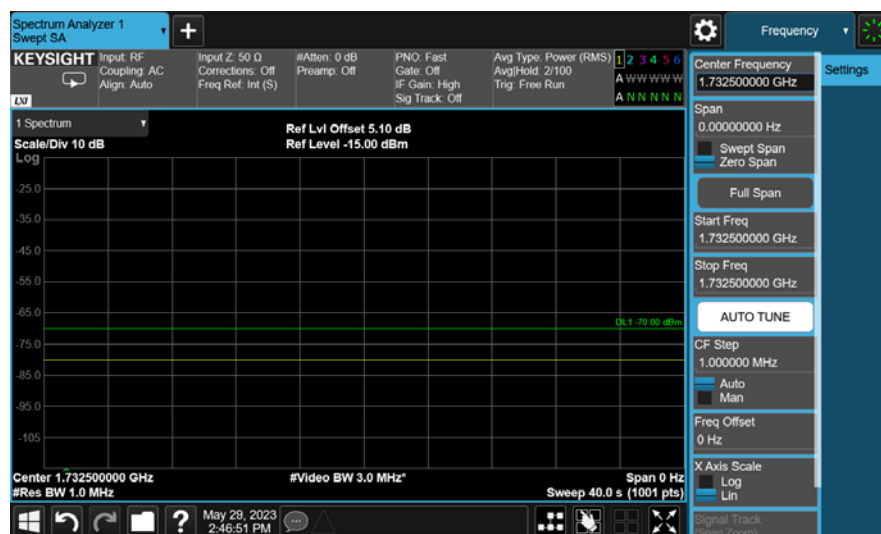 Spectrum Analyzer 1
Swept SA
Frequency
KEYSIGHT
Input: RF
Coupling: AC
Align: Auto
LXI
Input Z: 50 Ω
Corrections: Off
Freq Ref: Int (S)
#Atten: 0 dB
Preamp: Off
PNO: Fast
Gate: Off
IF Gain: High
Sig Track: Off
Avg Type: Power (RMS)
Avg|Hold: 2/100
Trig: Free Run
1 2 3 4 5 6
A W W W W W
A N N N N N
Center Frequency
1.732500000 GHz
Settings
Span
0.00000000 Hz
Swept Span
Zero Span
Full Span
Start Freq
1.732500000 GHz
Stop Freq
1.732500000 GHz
AUTO TUNE
CF Step
1.000000 MHz
Auto
Man
Freq Offset
0 Hz
X Axis Scale
Log
Lin
Signal Track
(Span Zoom)
1 Spectrum
Scale/Div 10 dB
Log
Ref Lvl Offset 5.10 dB
Ref Level -15.00 dBm
-25.0
-35.0
-45.0
-55.0
-65.0
DL1 -70.00 dBm
-75.0
-85.0
-95.0
-105
Center 1.732500000 GHz
#Res BW 1.0 MHz
#Video BW 3.0 MHz*
Span 0 Hz
Sweep 40.0 s (1001 pts)
?
May 29, 2023
2:46:51 PM